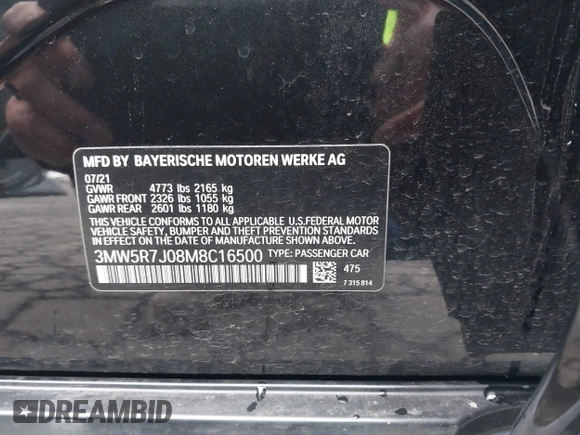 MFD BY BAYERISCHE MOTOREN WERKE AG
07/21
GVWR 4773 lbs 2165 kg
GAWR FRONT 2326 lbs 1055 kg
GAWR REAR 2601 lbs 1180 kg
THIS VEHICLE CONFORMS TO ALL APPLICABLE U.S.FEDERAL MOTOR
VEHICLE SAFETY, BUMPER AND THEFT PREVENTION STANDARDS
IN EFFECT ON THE DATE OF MANUFACTURE SHOWN ABOVE.
3MW5R7J08M8C16500 TYPE: PASSENGER CAR
475
7 315 814
DREAMBID